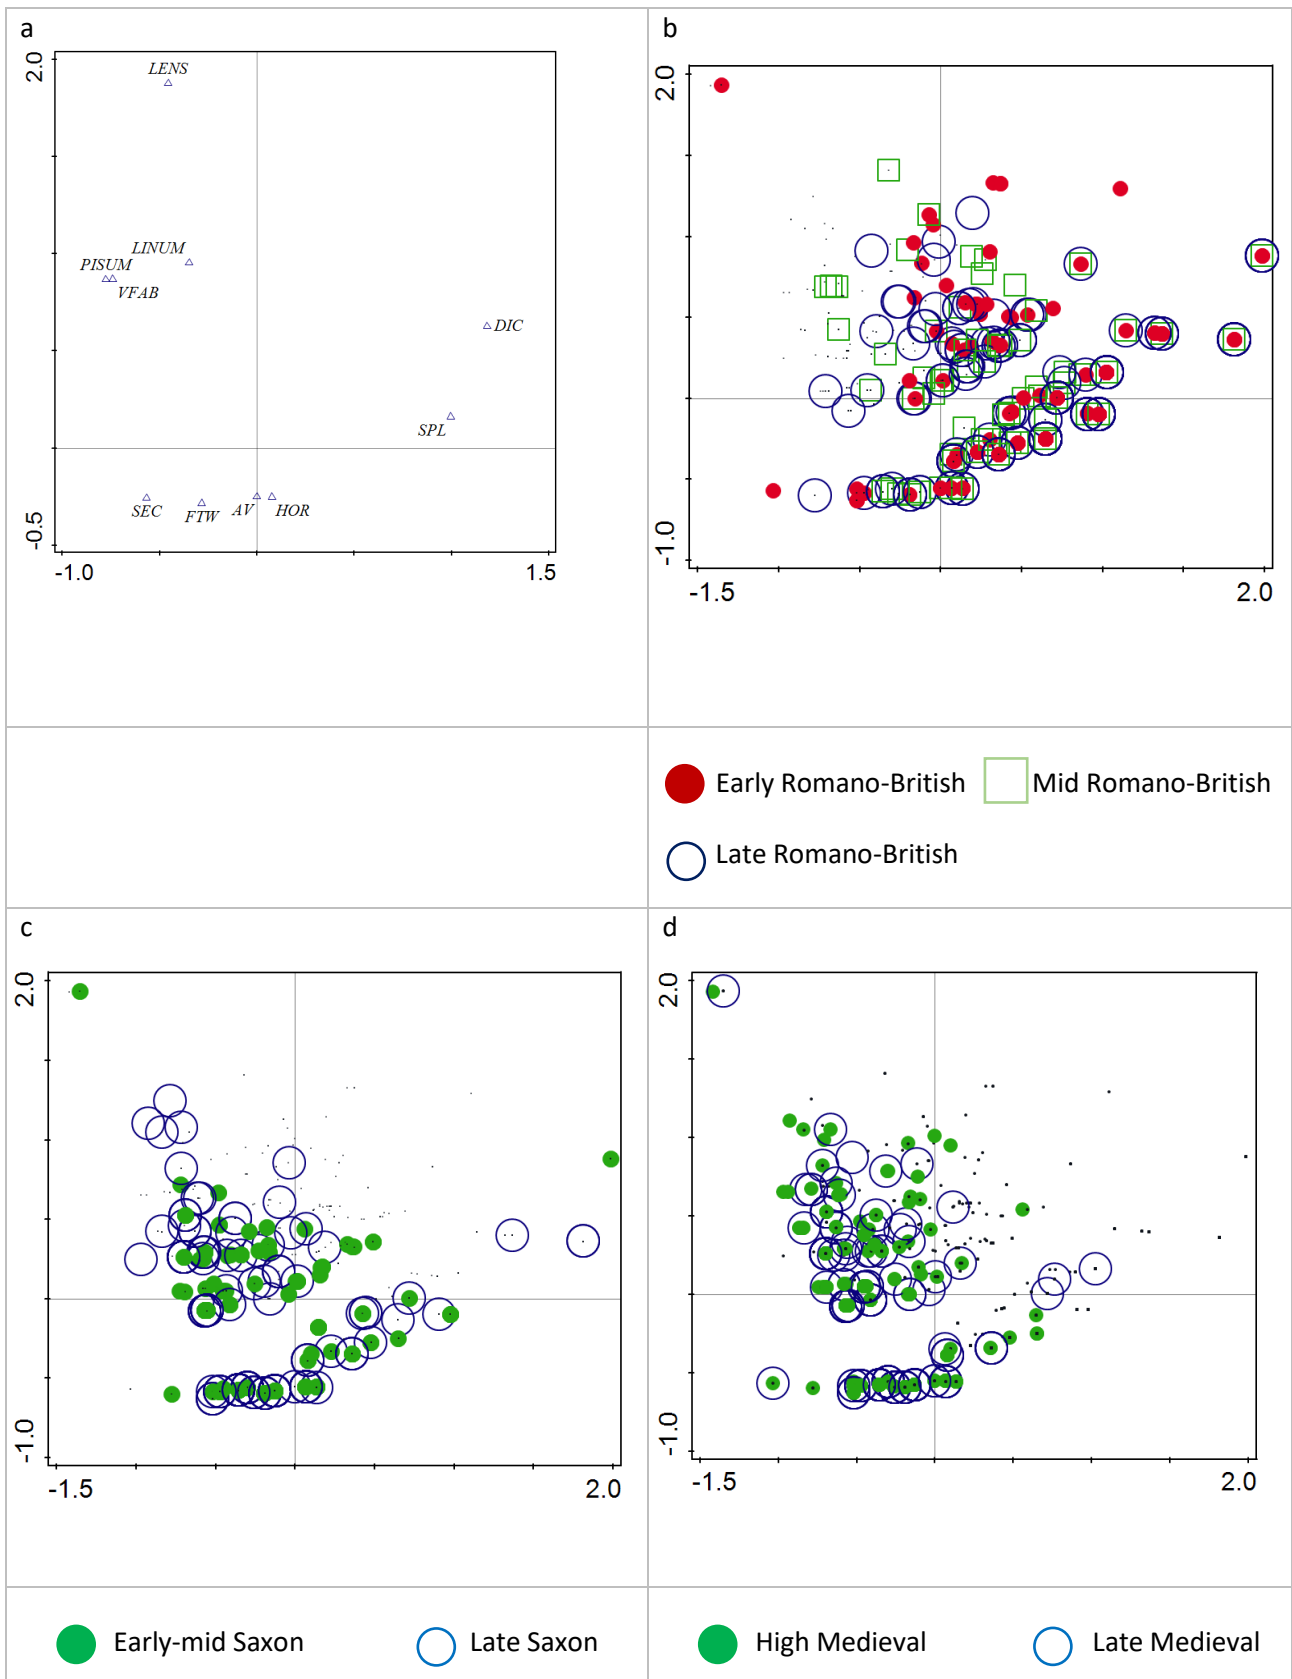 a
2.0
LENS
LINUM
PISUM
VFAB
DIC
SPL
SEC
FTW
AV
HOR
-0.5
-1.0
1.5
b
2.0
-1.0
-1.5
2.0
Early Romano-British
Mid Romano-British
Late Romano-British
c
2.0
-1.0
-1.5
2.0
d
2.0
-1.0
-1.5
2.0
Early-mid Saxon
Late Saxon
High Medieval
Late Medieval